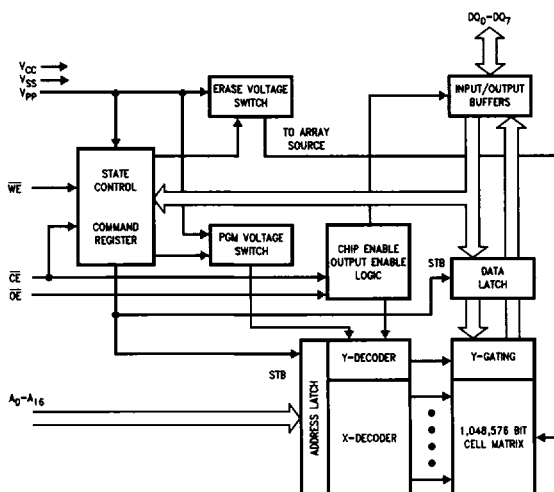 DQ0-DQ7
VCC
VSS
VPP
ERASE VOLTAGE
SWITCH
INPUT/OUTPUT
BUFFERS
TO ARRAY
SOURCE
STATE
CONTROL
COMMAND
REGISTER
WE
PGM VOLTAGE
SWITCH
CHIP ENABLE
OUTPUT ENABLE
LOGIC
STB
DATA
LATCH
CE
OE
STB
ADDRESS LATCH
Y-DECODER
Y-GATING
A0-A16
X-DECODER
1,048,576 BIT
CELL MATRIX